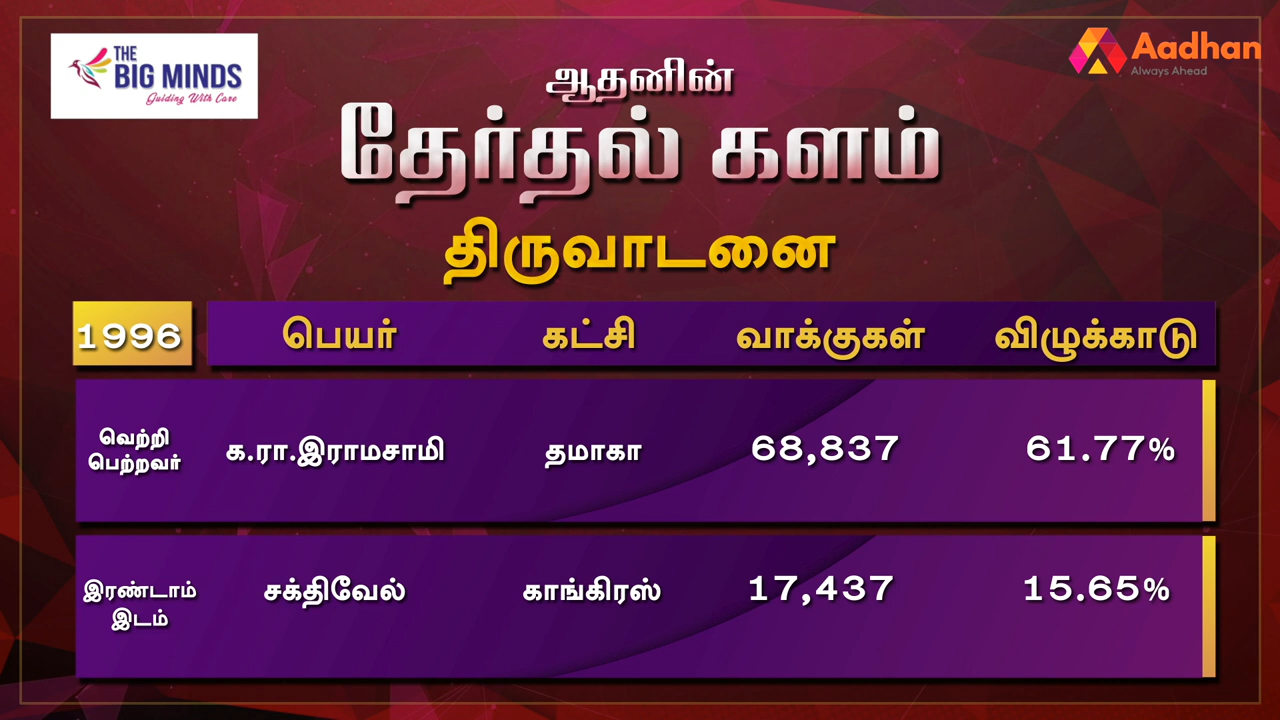 THE
BIG MINDS
Guiding With Care
Aadhan
Always Ahead
ஆதனின்
தேர்தல் களம்
திருவாடனை
1996 பெயர் கட்சி வாக்குகள் விழுக்காடு
வெற்றி
பெற்றவர் க.ரா.இராமசாமி தமாகா 68,837 61.77%
இரண்டாம்
இடம் சக்திவேல் காங்கிரஸ் 17,437 15.65%